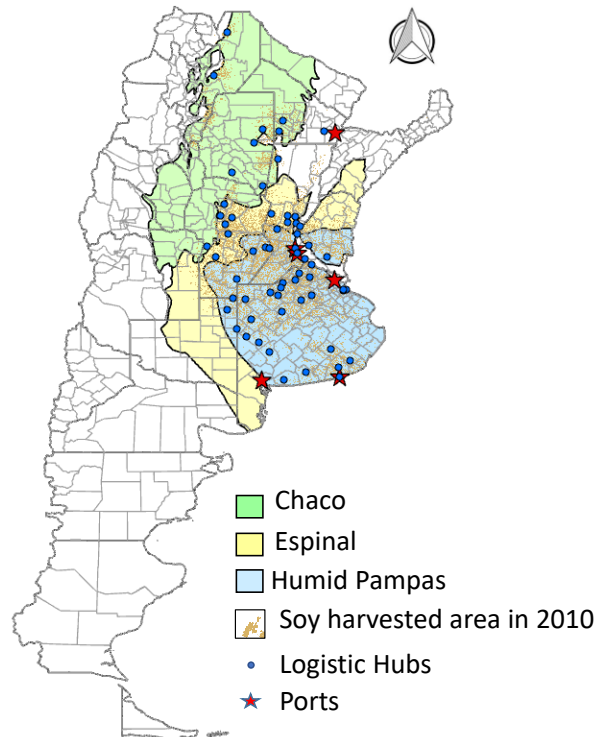 Chaco
Espinal
Humid Pampas
Soy harvested area in 2010
Logistic Hubs
Ports